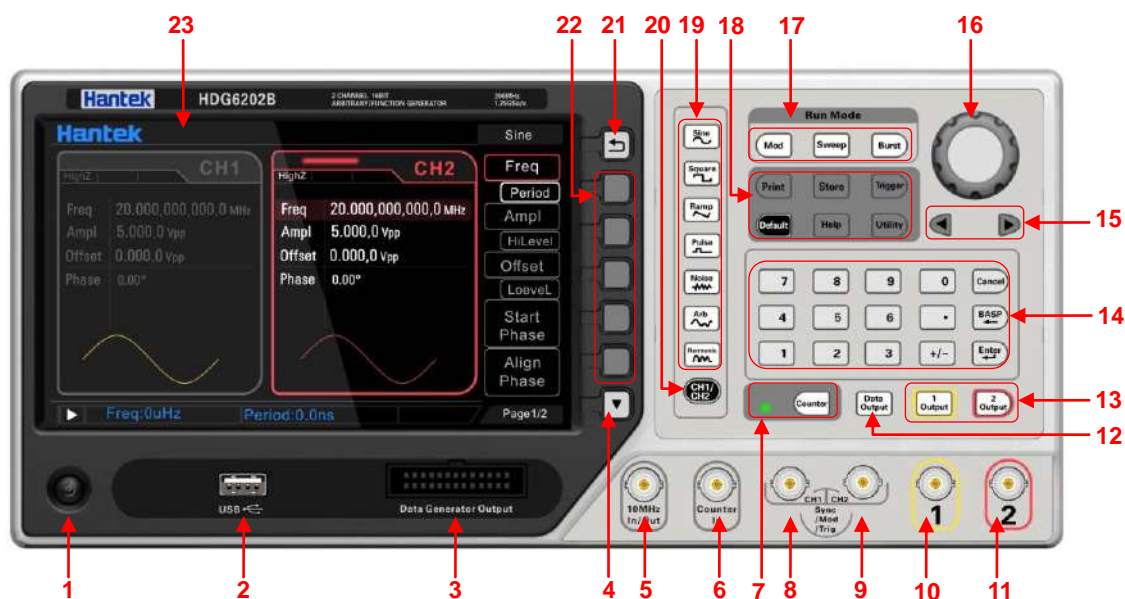 23
22
21
20
19
18
17
16
Hantek
HDG6202B
2 CHANNEL 16BIT
ARBITRARY/FUNCTION GENERATOR
Hantek
Sine
CH1
HighZ
Freq 20.000,000,000,0 MHz
Ampl 5.000,0 Vpp
Offset 0.000,0 Vpp
Phase 0.00°
CH2
HighZ
Freq 20.000,000,000,0 MHz
Ampl 5.000,0 Vpp
Offset 0.000,0 Vpp
Phase 0.00°
Freq
Period
Ampl
HiLevel
Offset
LoeveL
Start
Phase
Align
Phase
Page1/2
Freq:0uHz
Period:0.0ns
Sine
Square
Ramp
Pulse
Noise
Arb
Harmonic
CH1/
CH2
Run Mode
Mod
Sweep
Burst
Print
Store
Trigger
Default
Help
Utility
15
7
8
9
0
Cancel
4
5
6
.
BASP
14
1
2
3
+/-
Enter
Counter
Data
Output
1
Output
2
Output
13
12
USB
Data Generator Output
10MHz
In/Out
Counter
In
CH1
CH2
Sync
/Mod
/Trig
1
2
1
2
3
4
5
6
7
8
9
10
11